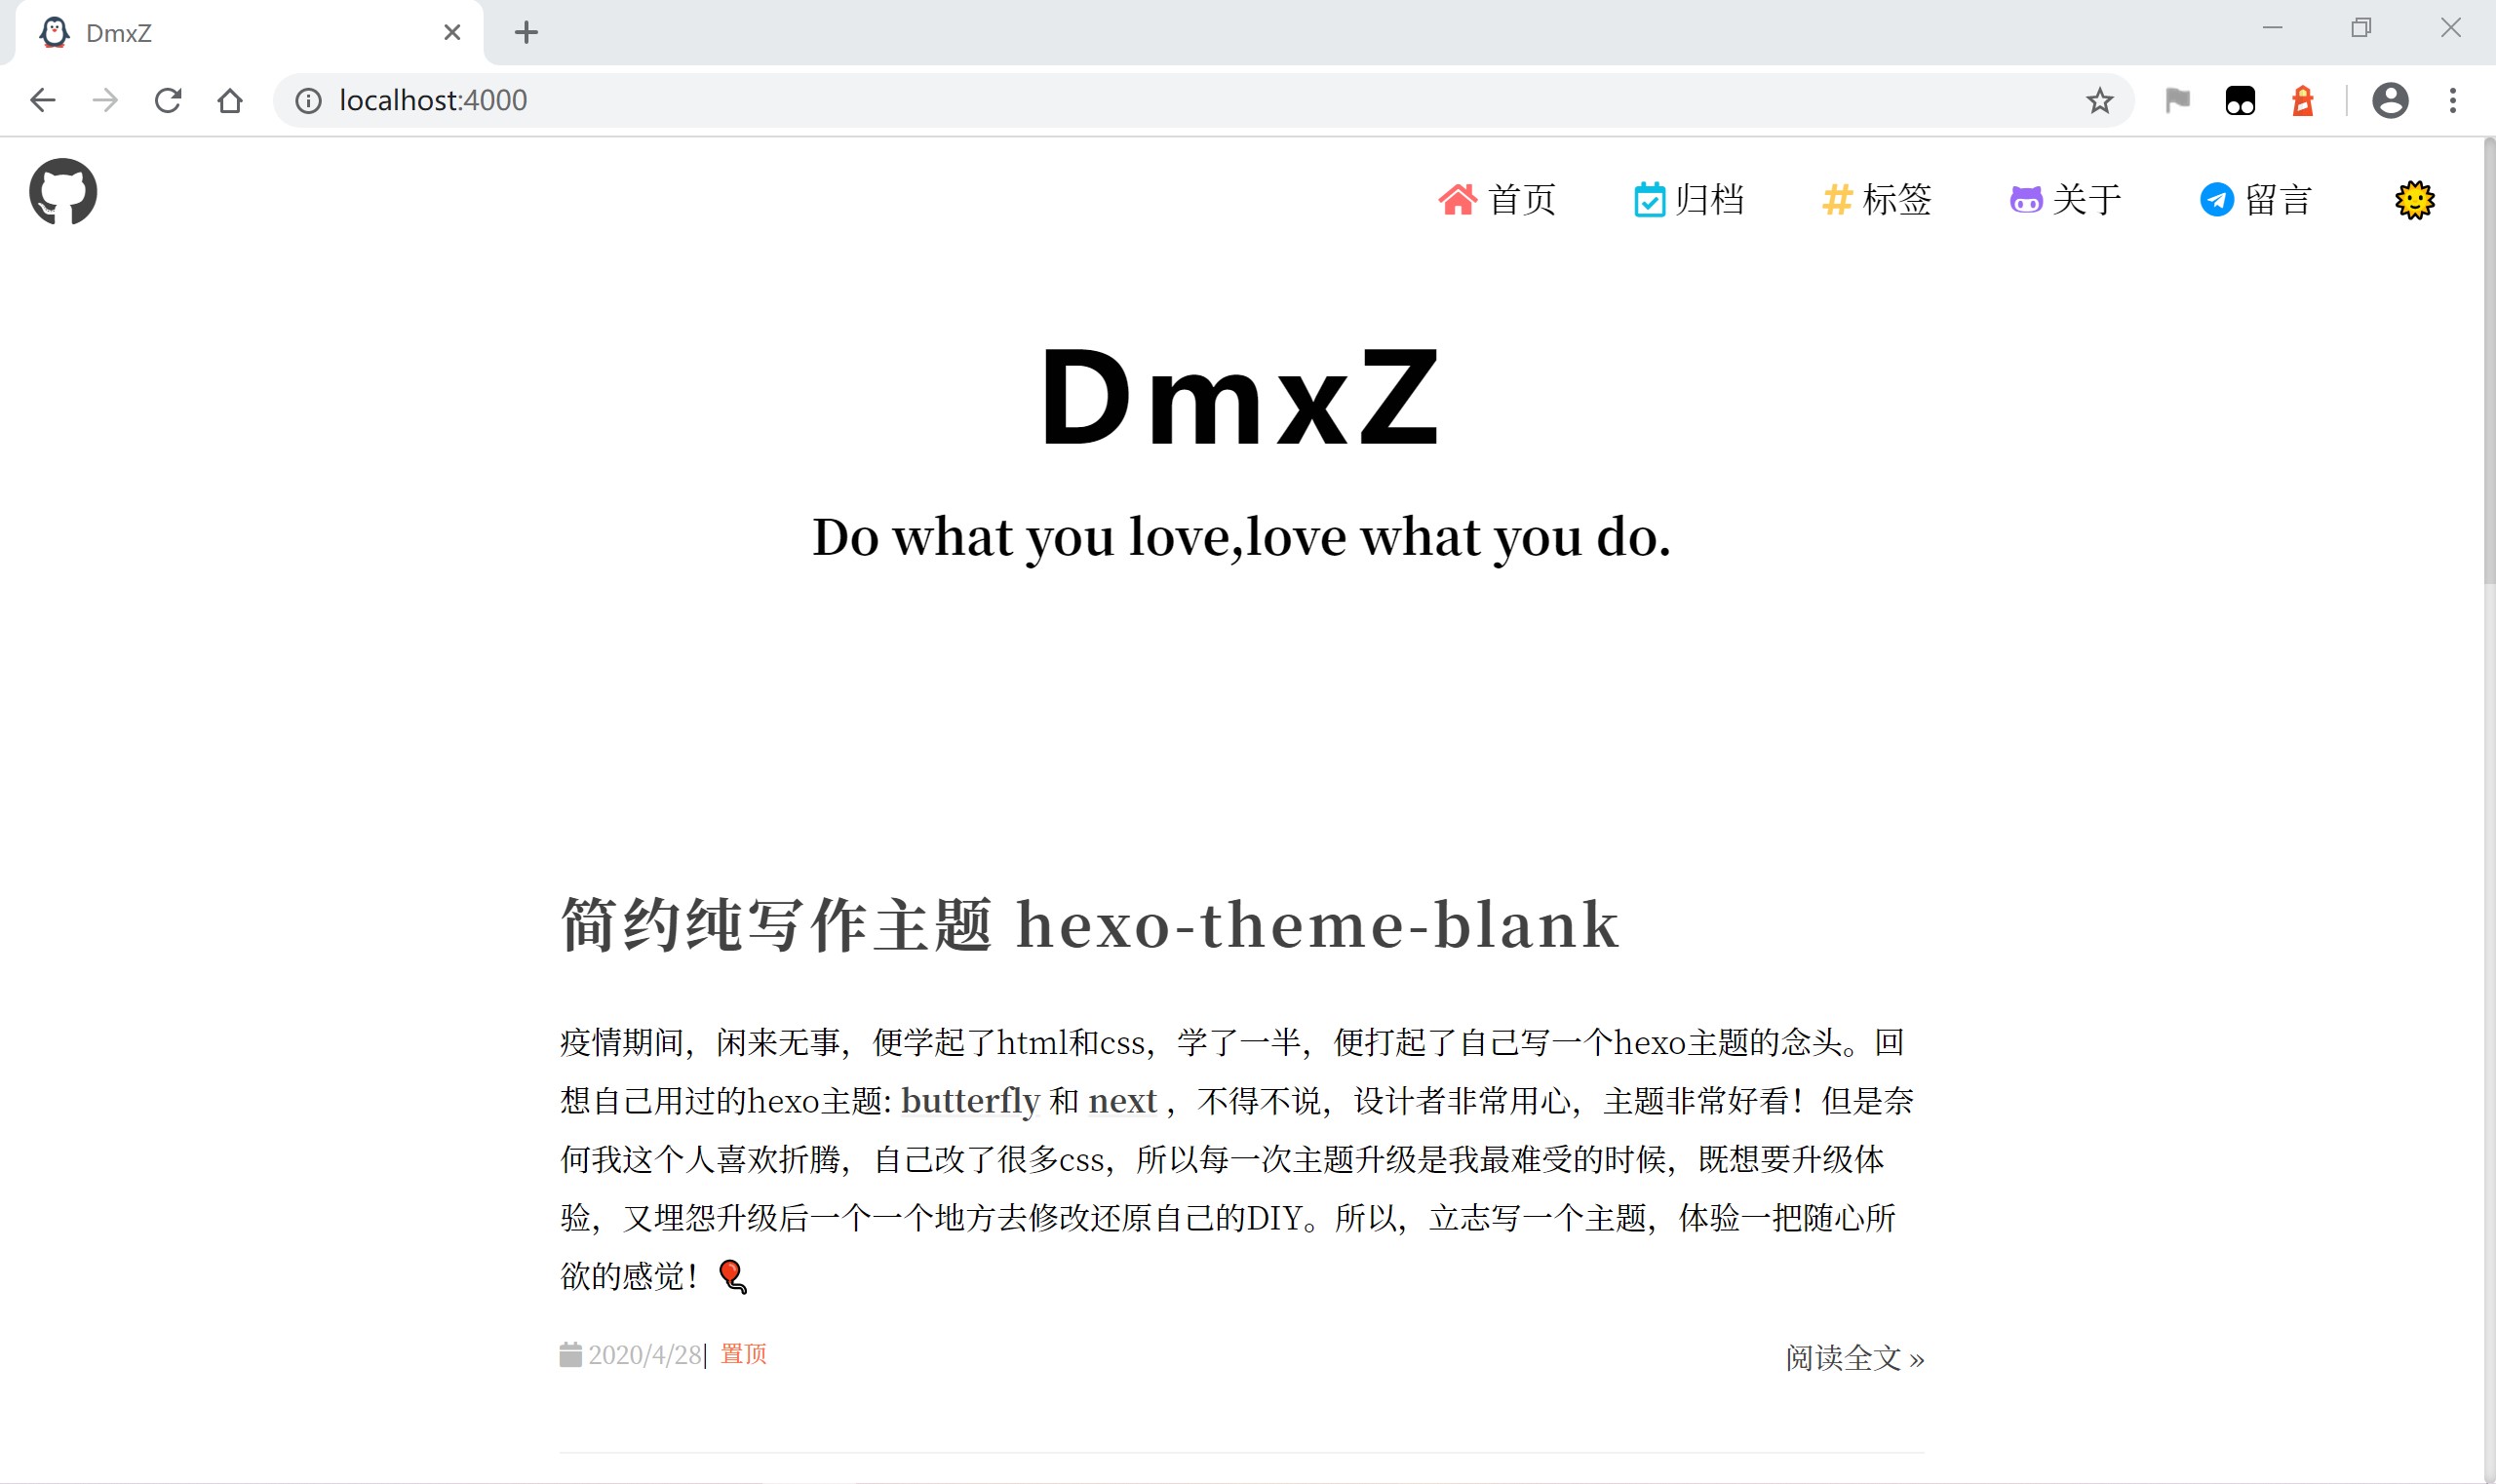 DmxZ
localhost:4000
首页 归档 标签 关于 留言
DmxZ
Do what you love,love what you do.
简约纯写作主题 hexo-theme-blank
疫情期间，闲来无事，便学起了html和css，学了一半，便打起了自己写一个hexo主题的念头。回
想自己用过的hexo主题: butterfly 和 next ，不得不说，设计者非常用心，主题非常好看！但是奈
何我这个人喜欢折腾，自己改了很多css，所以每一次主题升级是我最难受的时候，既想要升级体
验，又埋怨升级后一个一个地方去修改还原自己的DIY。所以，立志写一个主题，体验一把随心所
欲的感觉！🎈
2020/4/28| 置顶 阅读全文 »